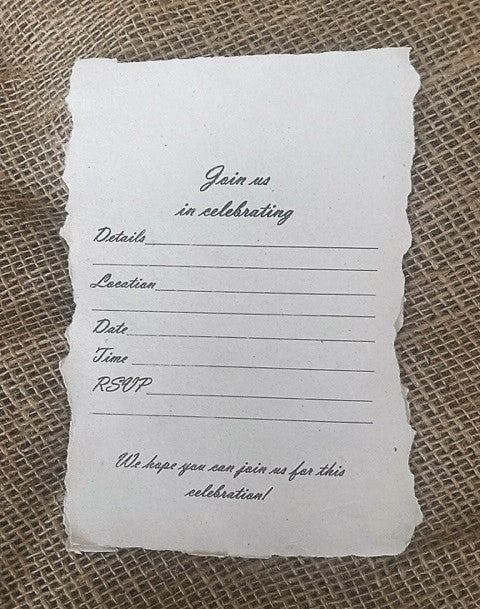 Join us
in celebrating
Details
Location
Date
Time
RSVP
We hope you can join us for this
celebration!